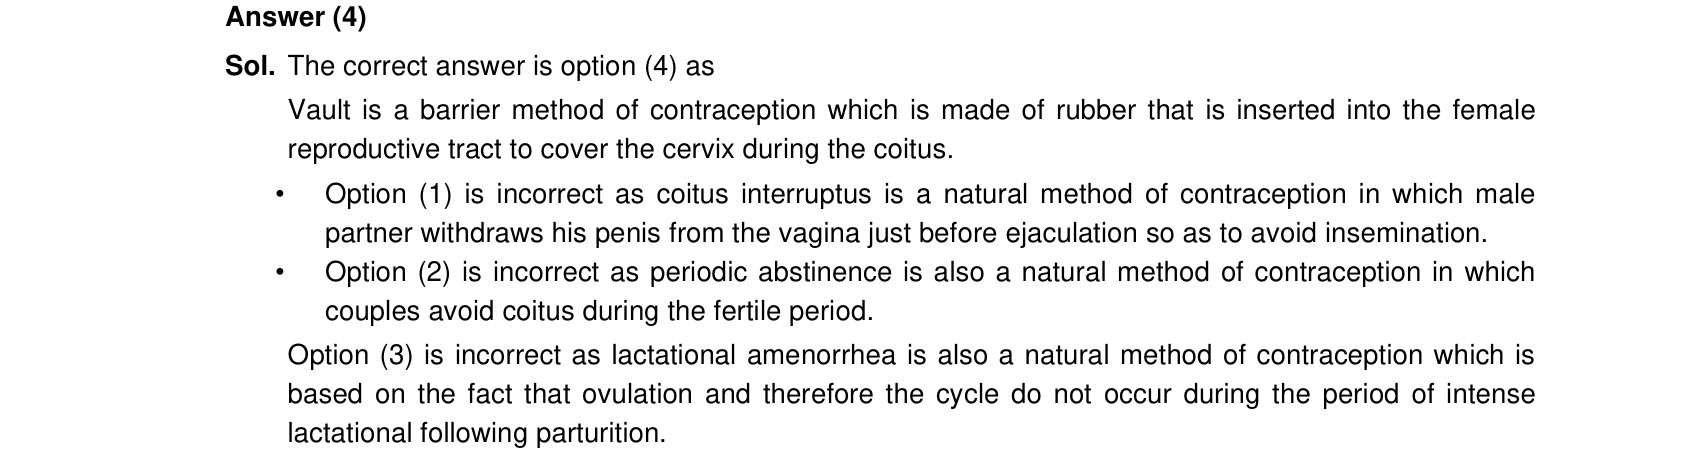 Answer (4)
Sol. The correct answer is option (4) as
Vault is a barrier method of contraception which is made of rubber that is inserted into the female
reproductive tract to cover the cervix during the coitus.
• Option (1) is incorrect as coitus interruptus is a natural method of contraception in which male
partner withdraws his penis from the vagina just before ejaculation so as to avoid insemination.
• Option (2) is incorrect as periodic abstinence is also a natural method of contraception in which
couples avoid coitus during the fertile period.
Option (3) is incorrect as lactational amenorrhea is also a natural method of contraception which is
based on the fact that ovulation and therefore the cycle do not occur during the period of intense
lactational following parturition.